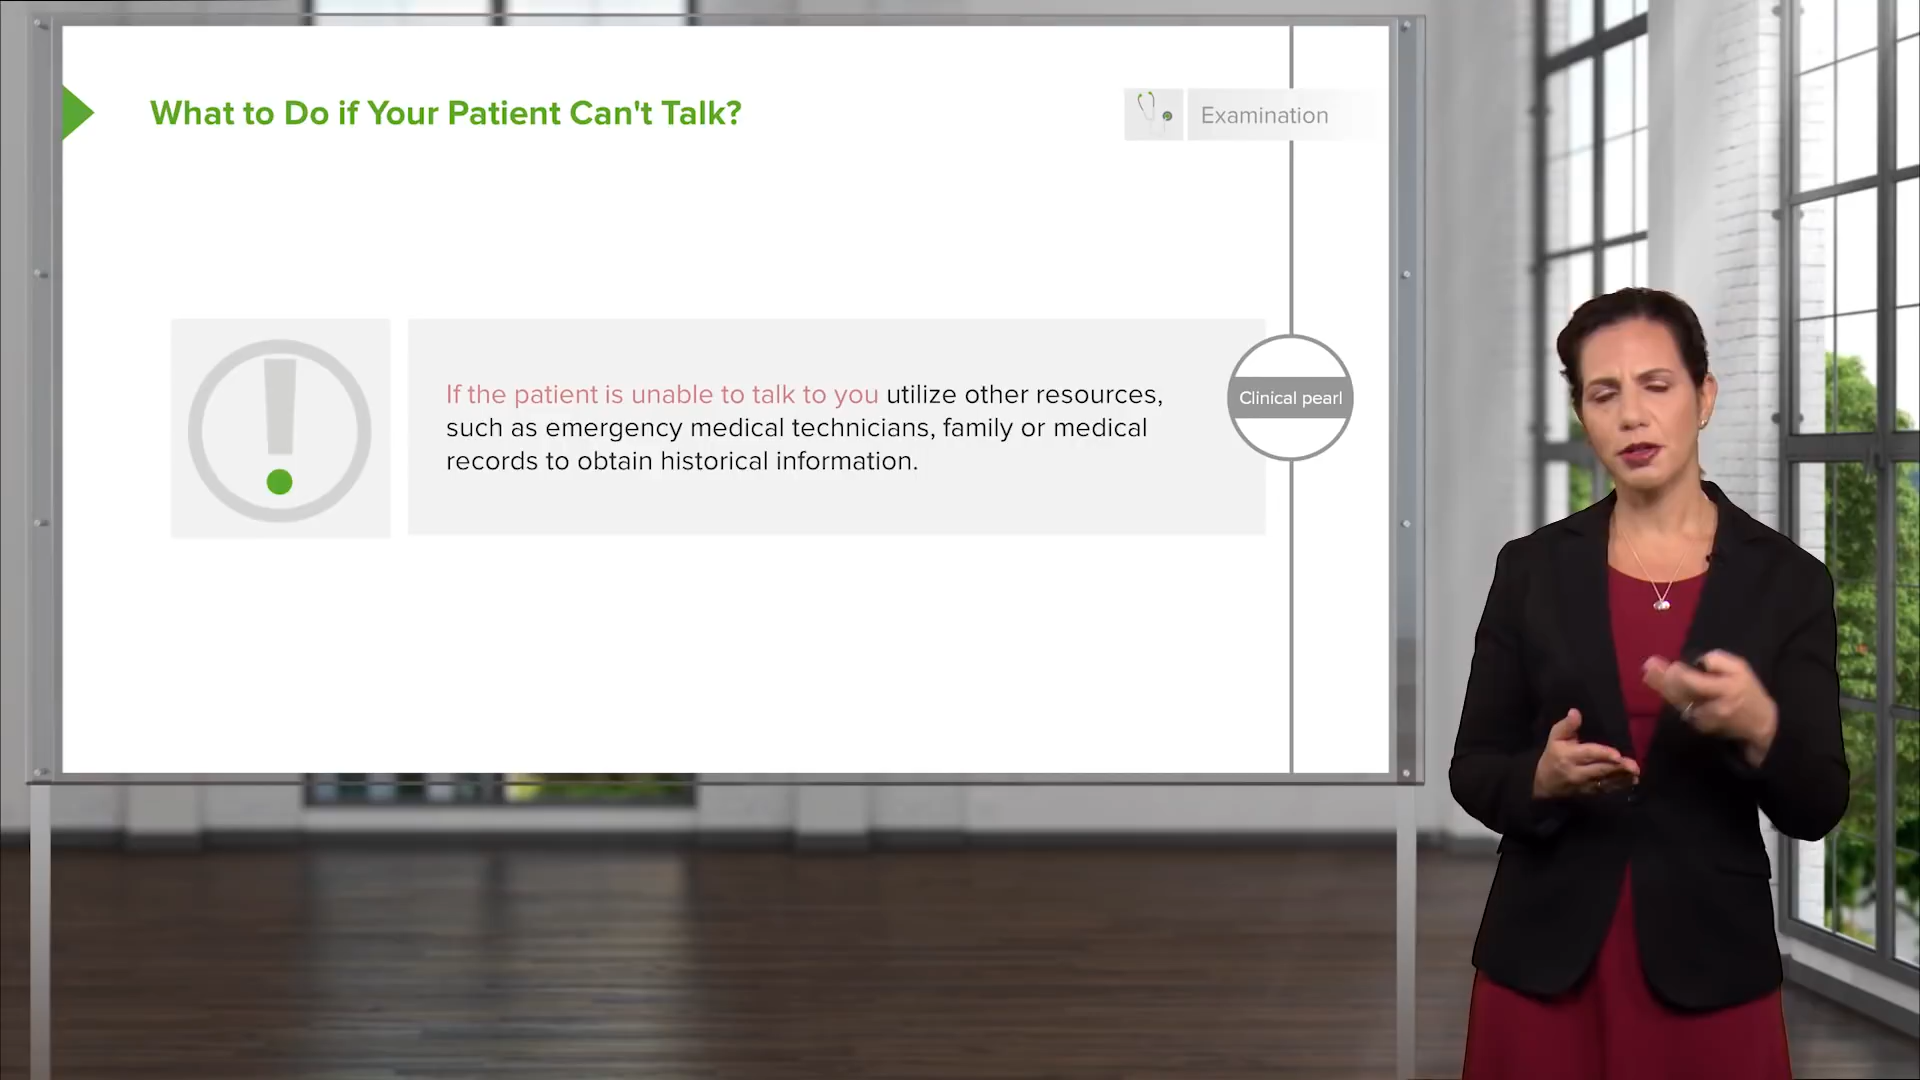 What to Do if Your Patient Can't Talk?
Examination
If the patient is unable to talk to you utilize other resources,
such as emergency medical technicians, family or medical
records to obtain historical information.
Clinical pearl